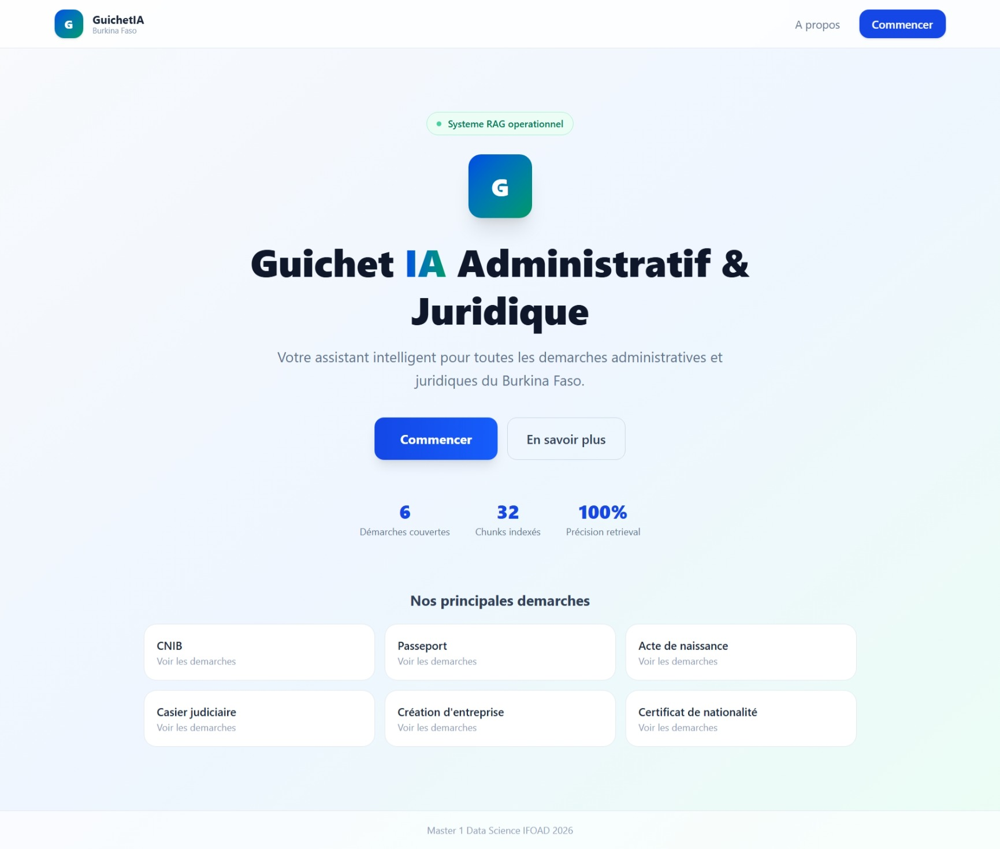 G
GuichetIA
Burkina Faso
A propos
Commencer
Systeme RAG operationnel
G
Guichet IA Administratif &
Juridique
Votre assistant intelligent pour toutes les demarches administratives et
juridiques du Burkina Faso.
Commencer
En savoir plus
6
Démarches couvertes
32
Chunks indexés
100%
Précision retrieval
Nos principales demarches
CNIB
Voir les demarches
Passeport
Voir les demarches
Acte de naissance
Voir les demarches
Casier judiciaire
Voir les demarches
Création d'entreprise
Voir les demarches
Certificat de nationalité
Voir les demarches
Master 1 Data Science IFOAD 2026